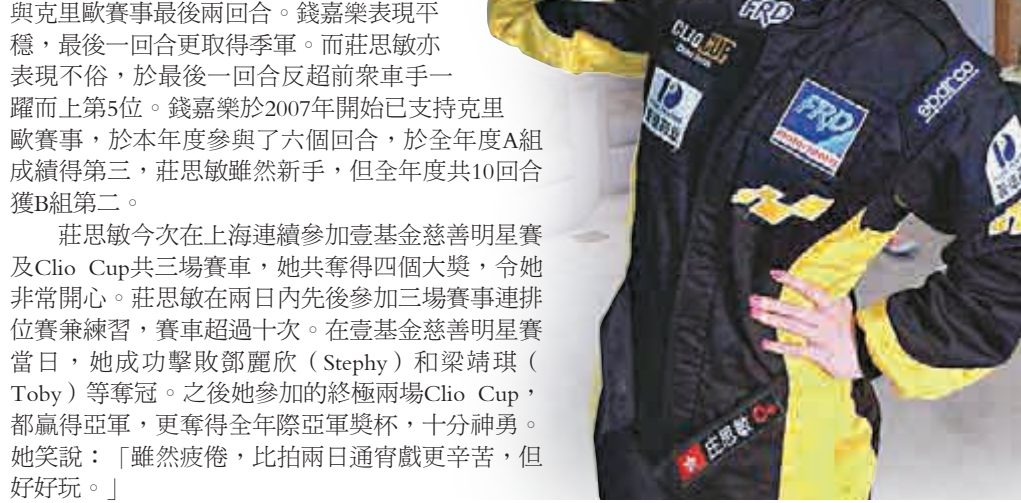 與克里歐賽事最後兩回合。錢嘉樂表現平
穩，最後一回合更取得季軍。而莊思敏亦
表現不俗，於最後一回合反超前衆車手一
躍而上第5位。錢嘉樂於2007年開始已支持克里
歐賽事，於本年度參與了六個回合，於全年度A組
成績得第三，莊思敏雖然新手，但全年度共10回合
獲B組第二。
莊思敏今次在上海連續參加壹基金慈善明星賽
及Clio Cup共三場賽車，她共奪得四個大獎，令她
非常開心。莊思敏在兩日內先後參加三場賽事連排
位賽兼練習，賽車超過十次。在壹基金慈善明星賽
當日，她成功擊敗鄧麗欣（Stephy）和梁靖琪（
Toby）等奪冠。之後她參加的終極兩場Clio Cup，
都贏得亞軍，更奪得全年際亞軍獎杯，十分神勇。
她笑說：「雖然疲倦，比拍兩日通宵戲更辛苦，但
好好玩。」
FRD
CLIO CUP
FRD
motorsports
sparco
庄思敏